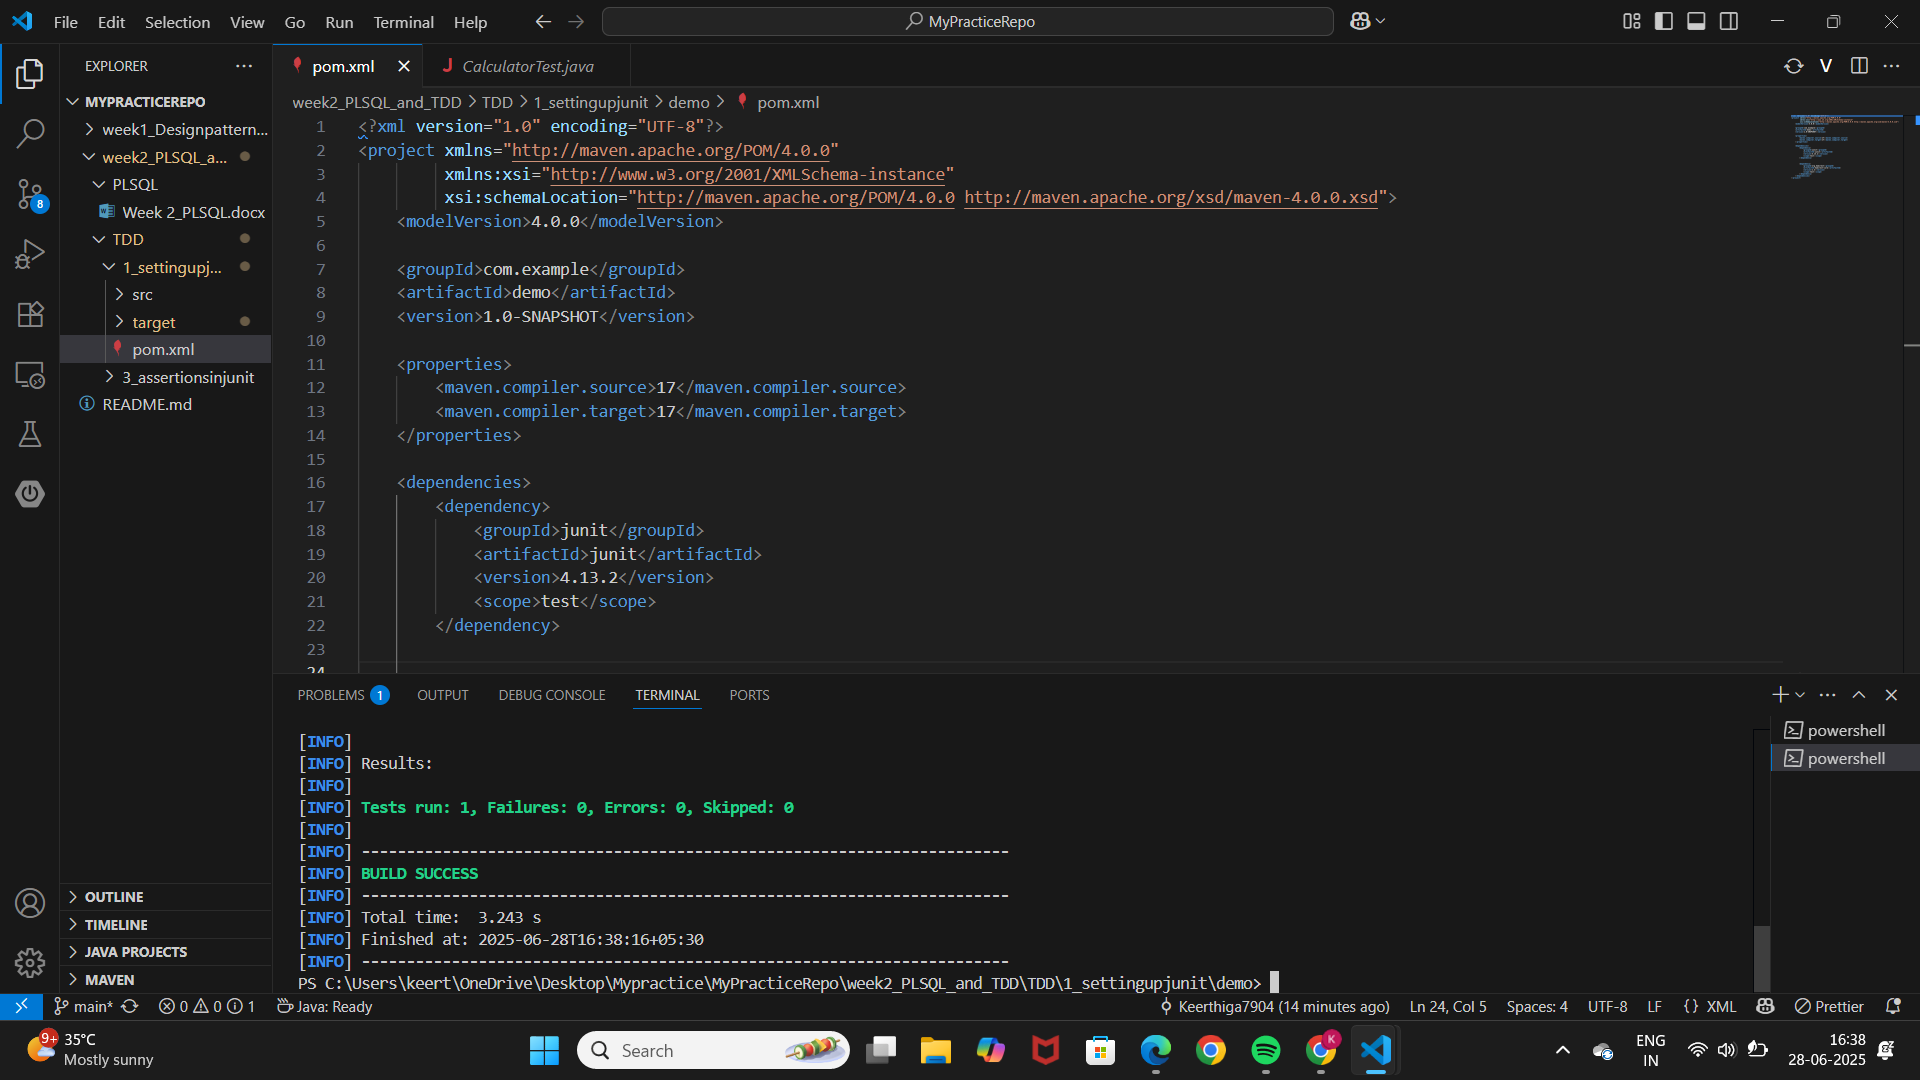 File Edit Selection View Go Run Terminal Help
MyPracticeRepo
EXPLORER
MYPRACTICEREPO
week1_Designpattern...
week2_PLSQL_a...
PLSQL
Week 2_PLSQL.docx
TDD
1_settingupj...
src
target
pom.xml
3_assertionsinjunit
README.md
OUTLINE
TIMELINE
JAVA PROJECTS
MAVEN
8
pom.xml
CalculatorTest.java
V
week2_PLSQL_and_TDD > TDD > 1_settingupjunit > demo > pom.xml
1 <?xml version="1.0" encoding="UTF-8"?>
2 <project xmlns="http://maven.apache.org/POM/4.0.0"
3 xmlns:xsi="http://www.w3.org/2001/XMLSchema-instance"
4 xsi:schemaLocation="http://maven.apache.org/POM/4.0.0 http://maven.apache.org/xsd/maven-4.0.0.xsd">
5 <modelVersion>4.0.0</modelVersion>
6
7 <groupId>com.example</groupId>
8 <artifactId>demo</artifactId>
9 <version>1.0-SNAPSHOT</version>
10
11 <properties>
12 <maven.compiler.source>17</maven.compiler.source>
13 <maven.compiler.target>17</maven.compiler.target>
14 </properties>
15
16 <dependencies>
17 <dependency>
18 <groupId>junit</groupId>
19 <artifactId>junit</artifactId>
20 <version>4.13.2</version>
21 <scope>test</scope>
22 </dependency>
23
24
PROBLEMS 1 OUTPUT DEBUG CONSOLE TERMINAL PORTS
[INFO]
[INFO] Results:
[INFO]
[INFO] Tests run: 1, Failures: 0, Errors: 0, Skipped: 0
[INFO]
[INFO] ------------------------------------------------------------------------
[INFO] BUILD SUCCESS
[INFO] ------------------------------------------------------------------------
[INFO] Total time:  3.243 s
[INFO] Finished at: 2025-06-28T16:38:16+05:30
[INFO] ------------------------------------------------------------------------
PS C:\Users\keert\OneDrive\Desktop\Mypractice\MyPracticeRepo\week2_PLSQL_and_TDD\TDD\1_settingupjunit\demo>
powershell
powershell
main* 0 0 1 Java: Ready
Keerthiga7904 (14 minutes ago) Ln 24, Col 5 Spaces: 4 UTF-8 LF {} XML Prettier
9+ 35°C
Mostly sunny
Search
K
ENG
IN
16:38
28-06-2025